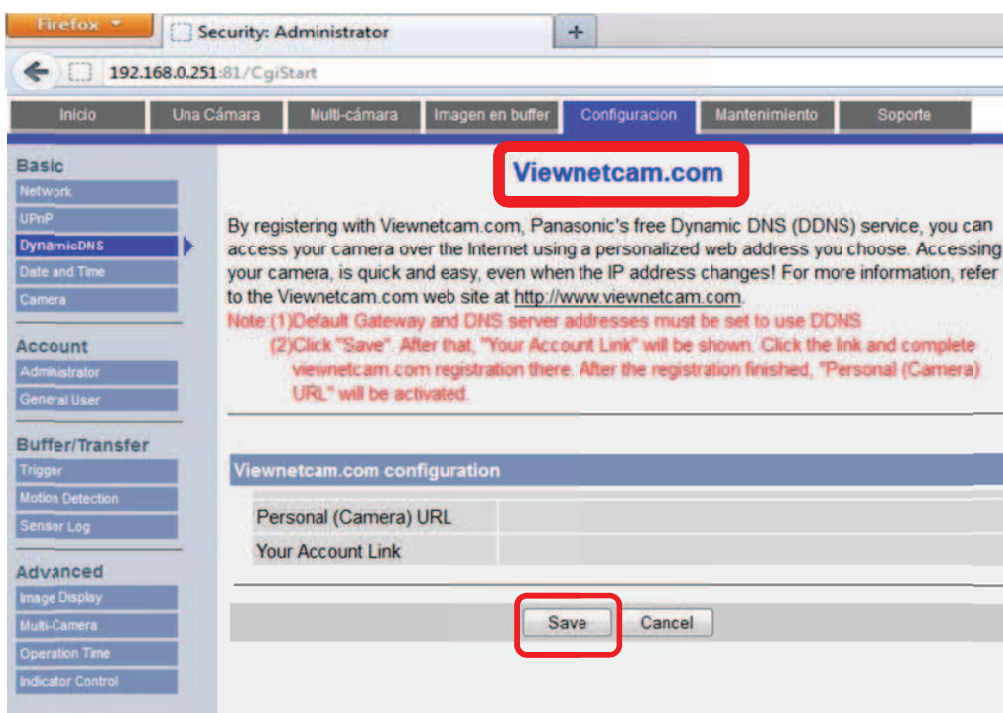 Firefox
Security: Administrator
+
192.168.0.251:81/CgiStart
Inicio
Una Cámara
Multi-cámara
Imagen en buffer
Configuracion
Mantenimiento
Soporte
Basic
Network
UPnP
DynamicDNS
Date and Time
Camera
Account
Administrator
General User
Buffer/Transfer
Trigger
Motion Detection
Sensor Log
Advanced
Image Display
Multi-Camera
Operation Time
Indicator Control
Viewnetcam.com
By registering with Viewnetcam.com, Panasonic's free Dynamic DNS (DDNS) service, you can
access your camera over the Internet using a personalized web address you choose. Accessing
your camera, is quick and easy, even when the IP address changes! For more information, refer
to the Viewnetcam.com web site at http://www.viewnetcam.com.
Note:(1)Default Gateway and DNS server addresses must be set to use DDNS
(2)Click "Save". After that, "Your Account Link" will be shown. Click the link and complete
viewnetcam.com registration there. After the registration finished, "Personal (Camera)
URL" will be activated.
Viewnetcam.com configuration
Personal (Camera) URL
Your Account Link
Save
Cancel